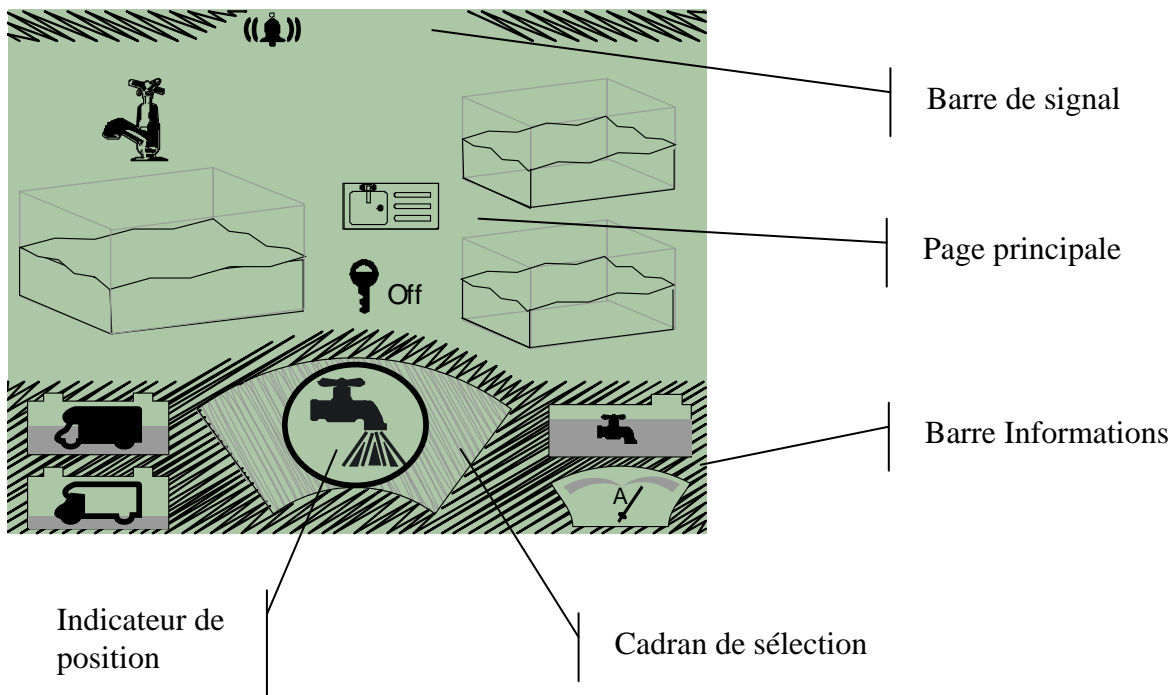 Barre de signal
Page principale
Off
Barre Informations
A
Indicateur de
position
Cadran de sélection